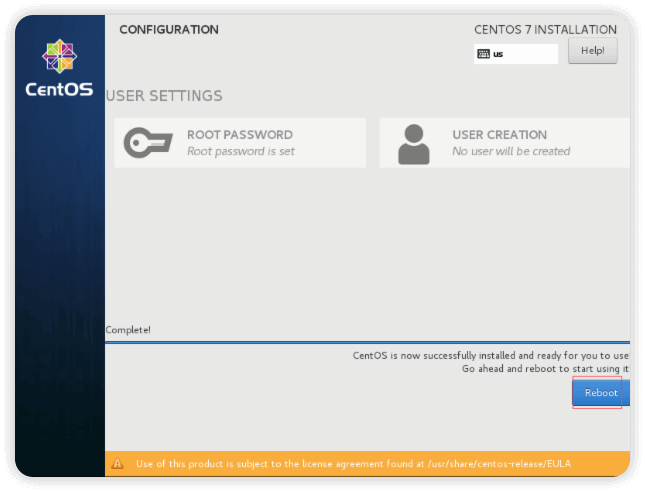 CONFIGURATION
CENTOS 7 INSTALLATION
us
Help!
CentOS
USER SETTINGS
ROOT PASSWORD
Root password is set
USER CREATION
No user will be created
Complete!
CentOS is now successfully installed and ready for you to use
Go ahead and reboot to start using it
Reboot
Use of this product is subject to the license agreement found at /usr/share/centos-release/EULA